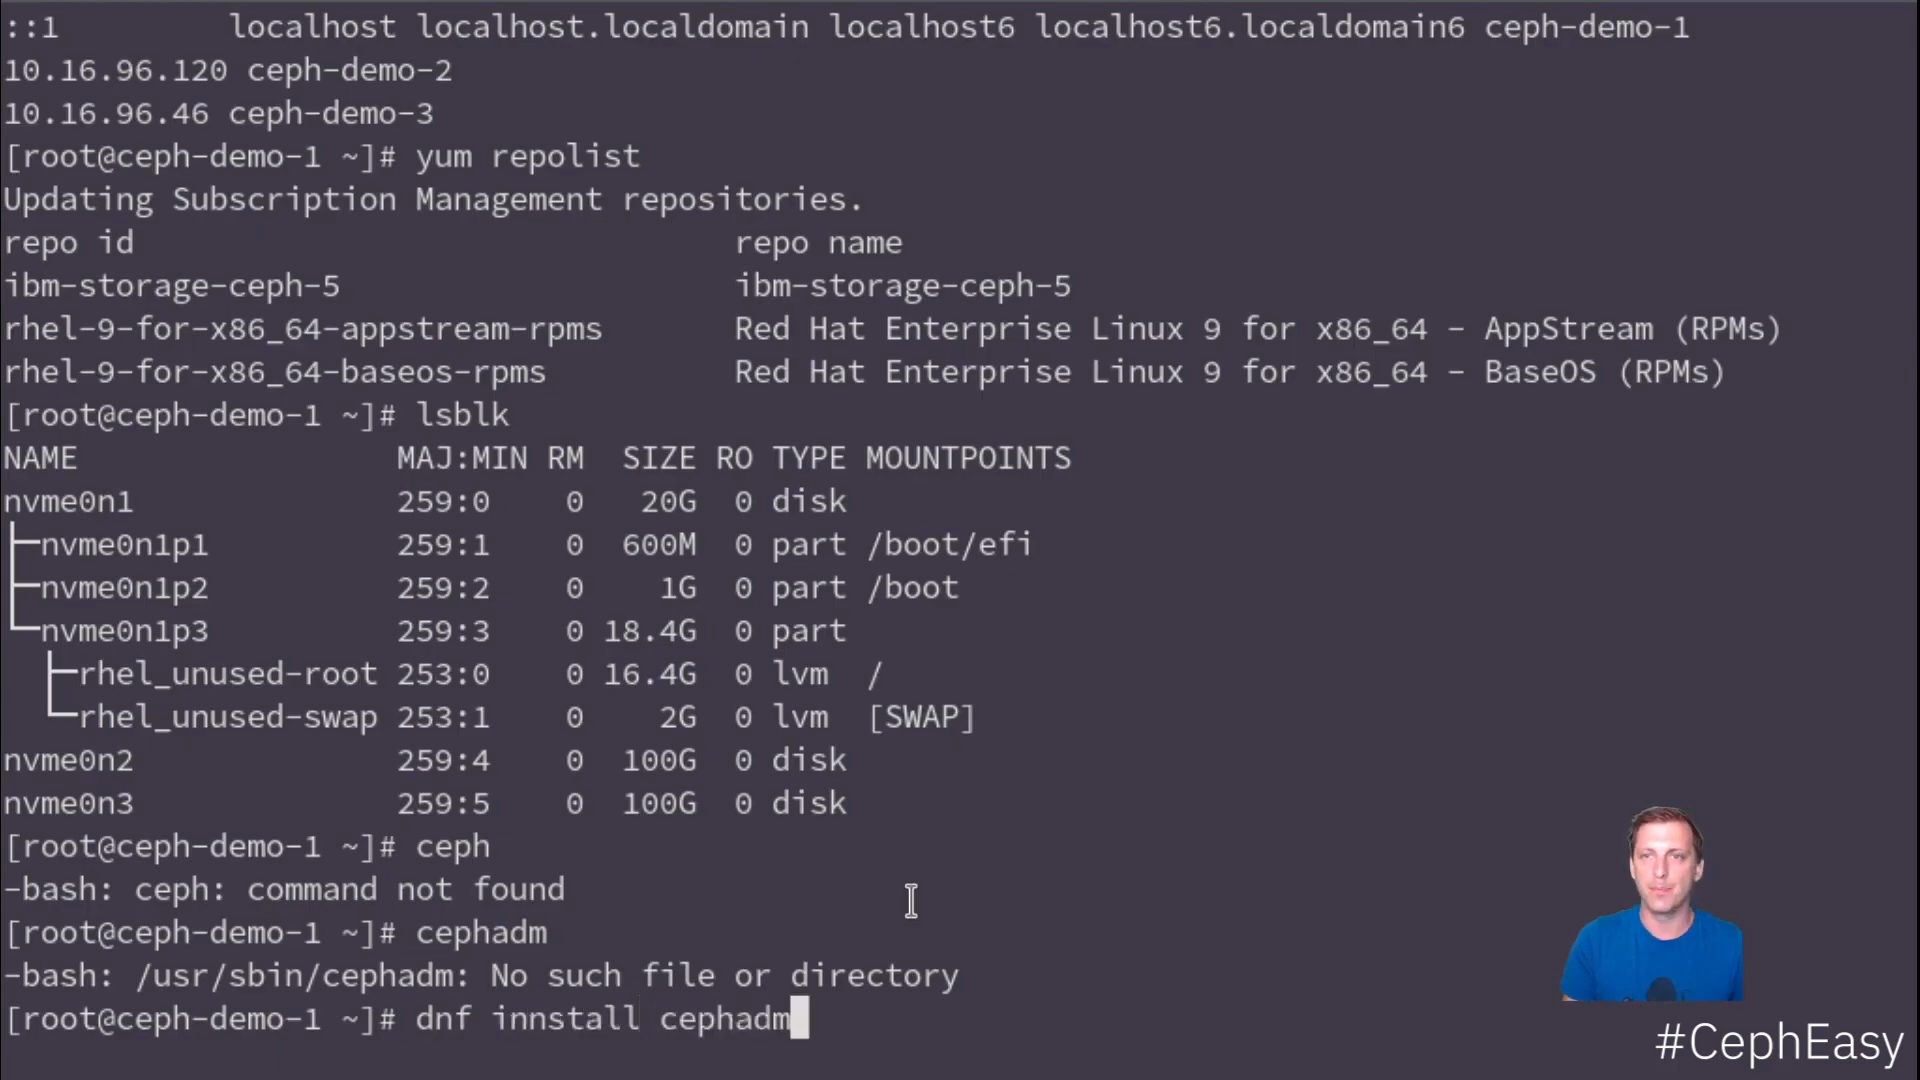 ::1 localhost localhost.localdomain localhost6 localhost6.localdomain6 ceph-demo-1
10.16.96.120 ceph-demo-2
10.16.96.46 ceph-demo-3
[root@ceph-demo-1 ~]# yum repolist
Updating Subscription Management repositories.
repo id repo name
ibm-storage-ceph-5 ibm-storage-ceph-5
rhel-9-for-x86_64-appstream-rpms Red Hat Enterprise Linux 9 for x86_64 - AppStream (RPMs)
rhel-9-for-x86_64-baseos-rpms Red Hat Enterprise Linux 9 for x86_64 - BaseOS (RPMs)
[root@ceph-demo-1 ~]# lsblk
NAME MAJ:MIN RM SIZE RO TYPE MOUNTPOINTS
nvme0n1 259:0 0 20G 0 disk
├─nvme0n1p1 259:1 0 600M 0 part /boot/efi
├─nvme0n1p2 259:2 0 1G 0 part /boot
└─nvme0n1p3 259:3 0 18.4G 0 part
├─rhel_unused-root 253:0 0 16.4G 0 lvm /
└─rhel_unused-swap 253:1 0 2G 0 lvm [SWAP]
nvme0n2 259:4 0 100G 0 disk
nvme0n3 259:5 0 100G 0 disk
[root@ceph-demo-1 ~]# ceph
-bash: ceph: command not found
[root@ceph-demo-1 ~]# cephadm
-bash: /usr/sbin/cephadm: No such file or directory
[root@ceph-demo-1 ~]# dnf innstall cephadm
#CephEasy